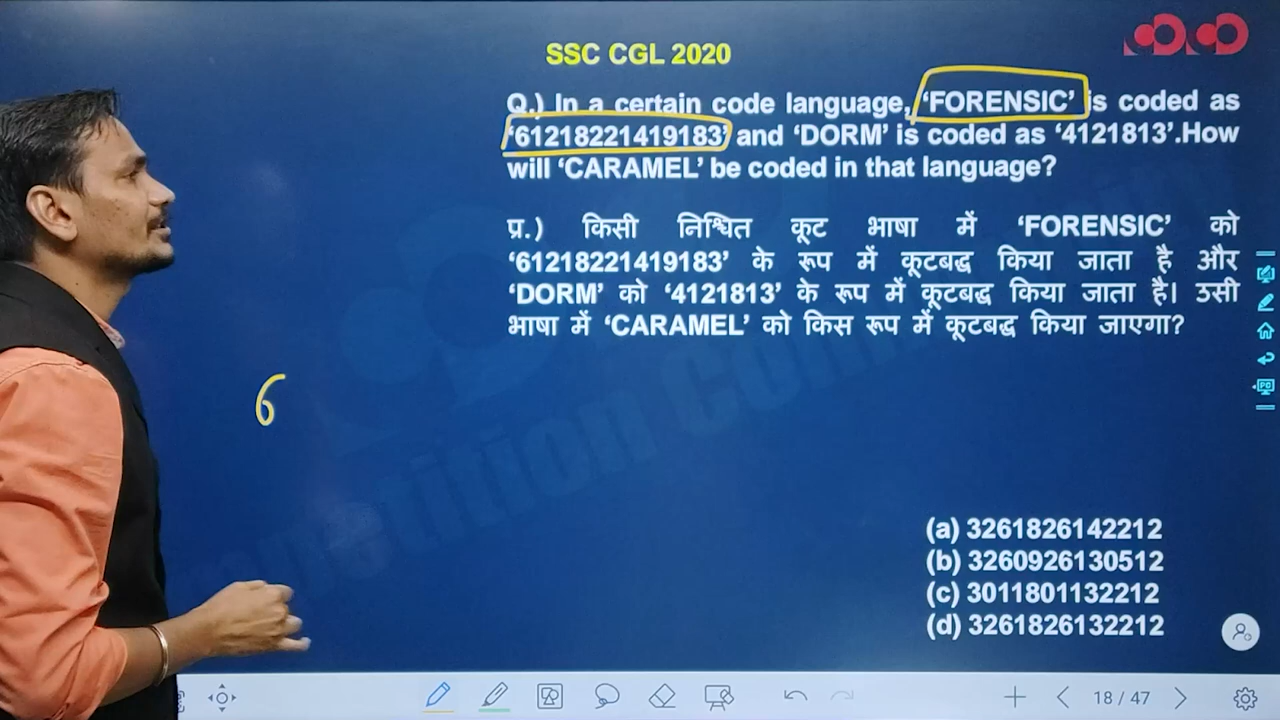 SSC CGL 2020
Q.) In a certain code language, 'FORENSIC' is coded as
'61218221419183' and 'DORM' is coded as '4121813'.How
will 'CARAMEL' be coded in that language?
प्र.) किसी निश्चित कूट भाषा में 'FORENSIC' को
'61218221419183' के रूप में कूटबद्ध किया जाता है और
'DORM' को '4121813' के रूप में कूटबद्ध किया जाता है। उसी
भाषा में 'CARAMEL' को किस रूप में कूटबद्ध किया जाएगा?
6
(a) 3261826142212
(b) 3260926130512
(c) 3011801132212
(d) 3261826132212
18 / 47